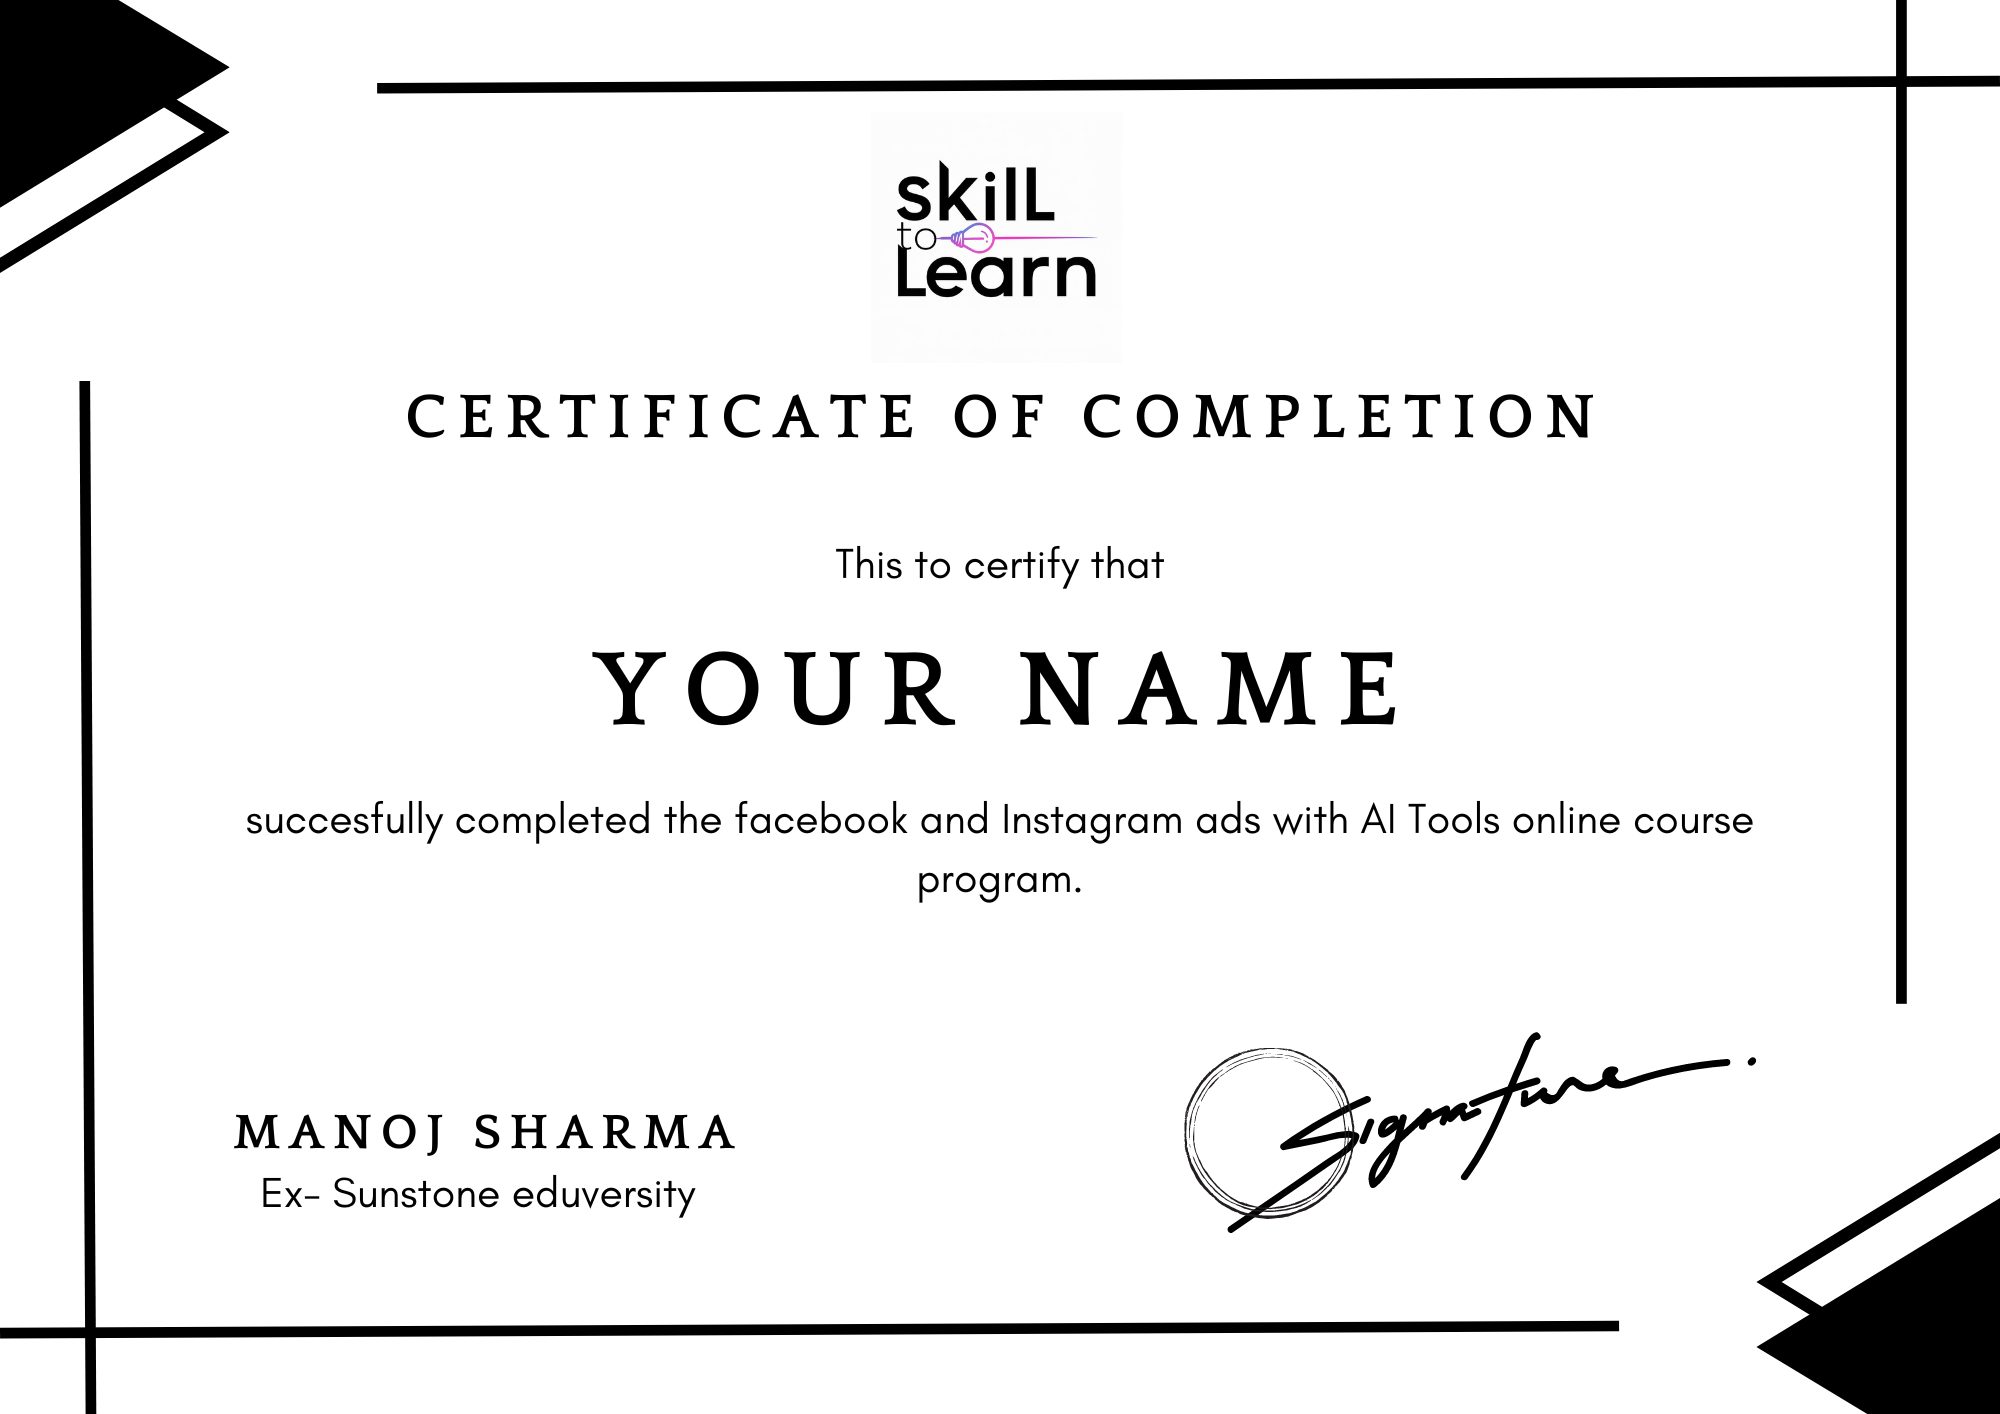 skilL
to
Learn
CERTIFICATE OF COMPLETION
This to certify that
YOUR NAME
succesfully completed the facebook and Instagram ads with AI Tools online course
program.
Signature
MANOJ SHARMA
Ex- Sunstone eduversity